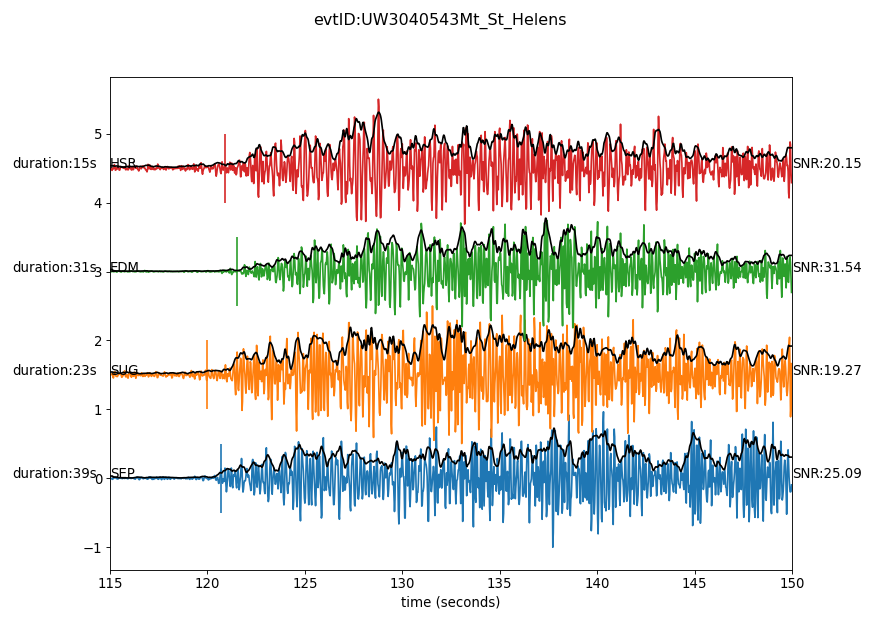 evtID:UW3040543Mt_St_Helens
5
duration:15s HSR SNR:20.15
4
duration:31s 3 EDM SNR:31.54
2
duration:23s SUG SNR:19.27
1
duration:39s 0 SEP SNR:25.09
−1
115 120 125 130 135 140 145 150
time (seconds)